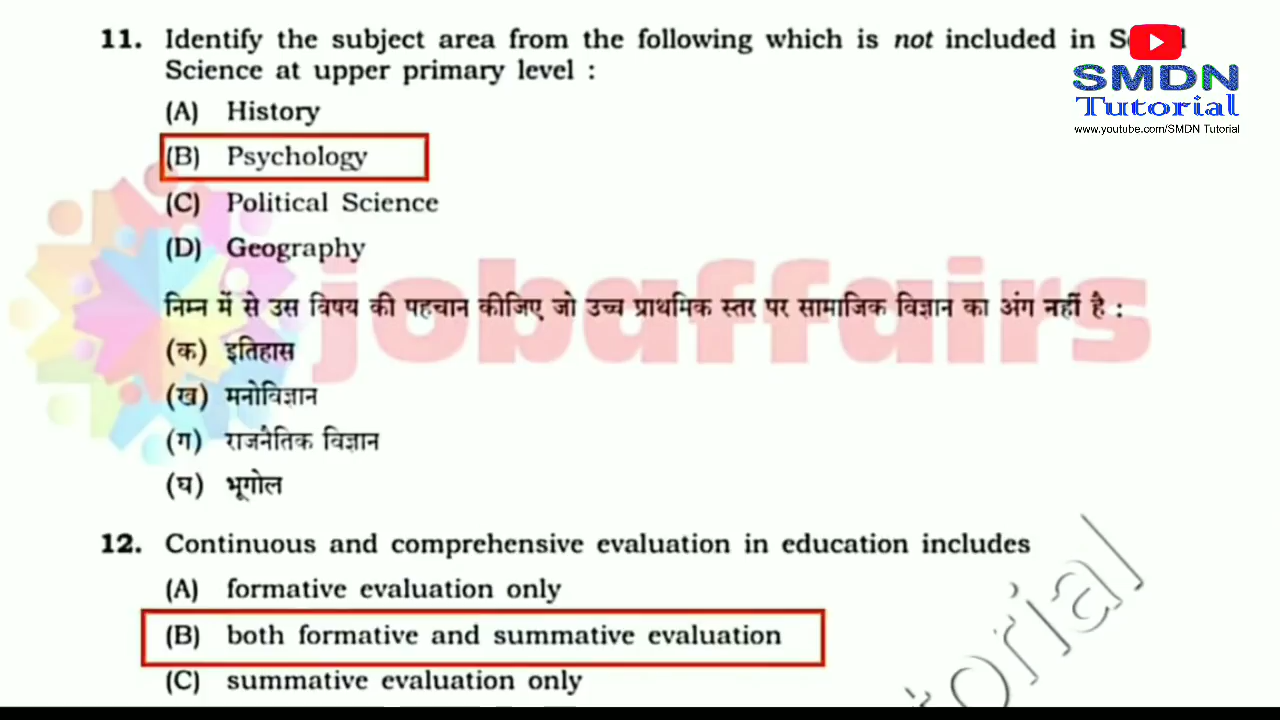 11. Identify the subject area from the following which is not included in
Science at upper primary level :
(A) History
(B) Psychology
(C) Political Science
(D) Geography
निम्न में से उस विषय की पहचान कीजिए जो उच्च प्राथमिक स्तर पर सामाजिक विज्ञान का अंग नहीं है :
(क) इतिहास
(ख) मनोविज्ञान
(ग) राजनैतिक विज्ञान
(घ) भूगोल
12. Continuous and comprehensive evaluation in education includes
(A) formative evaluation only
(B) both formative and summative evaluation
(C) summative evaluation only
SMDN
Tutorial
www.youtube.com/SMDN Tutorial
jobaffairs
torial